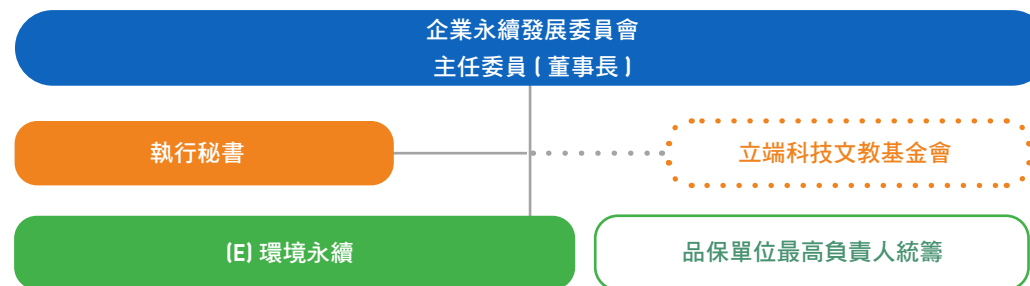 企業永續發展委員會
主任委員 ( 董事長 )
執行秘書
立端科技文教基金會
(E) 環境永續
品保單位最高負責人統籌